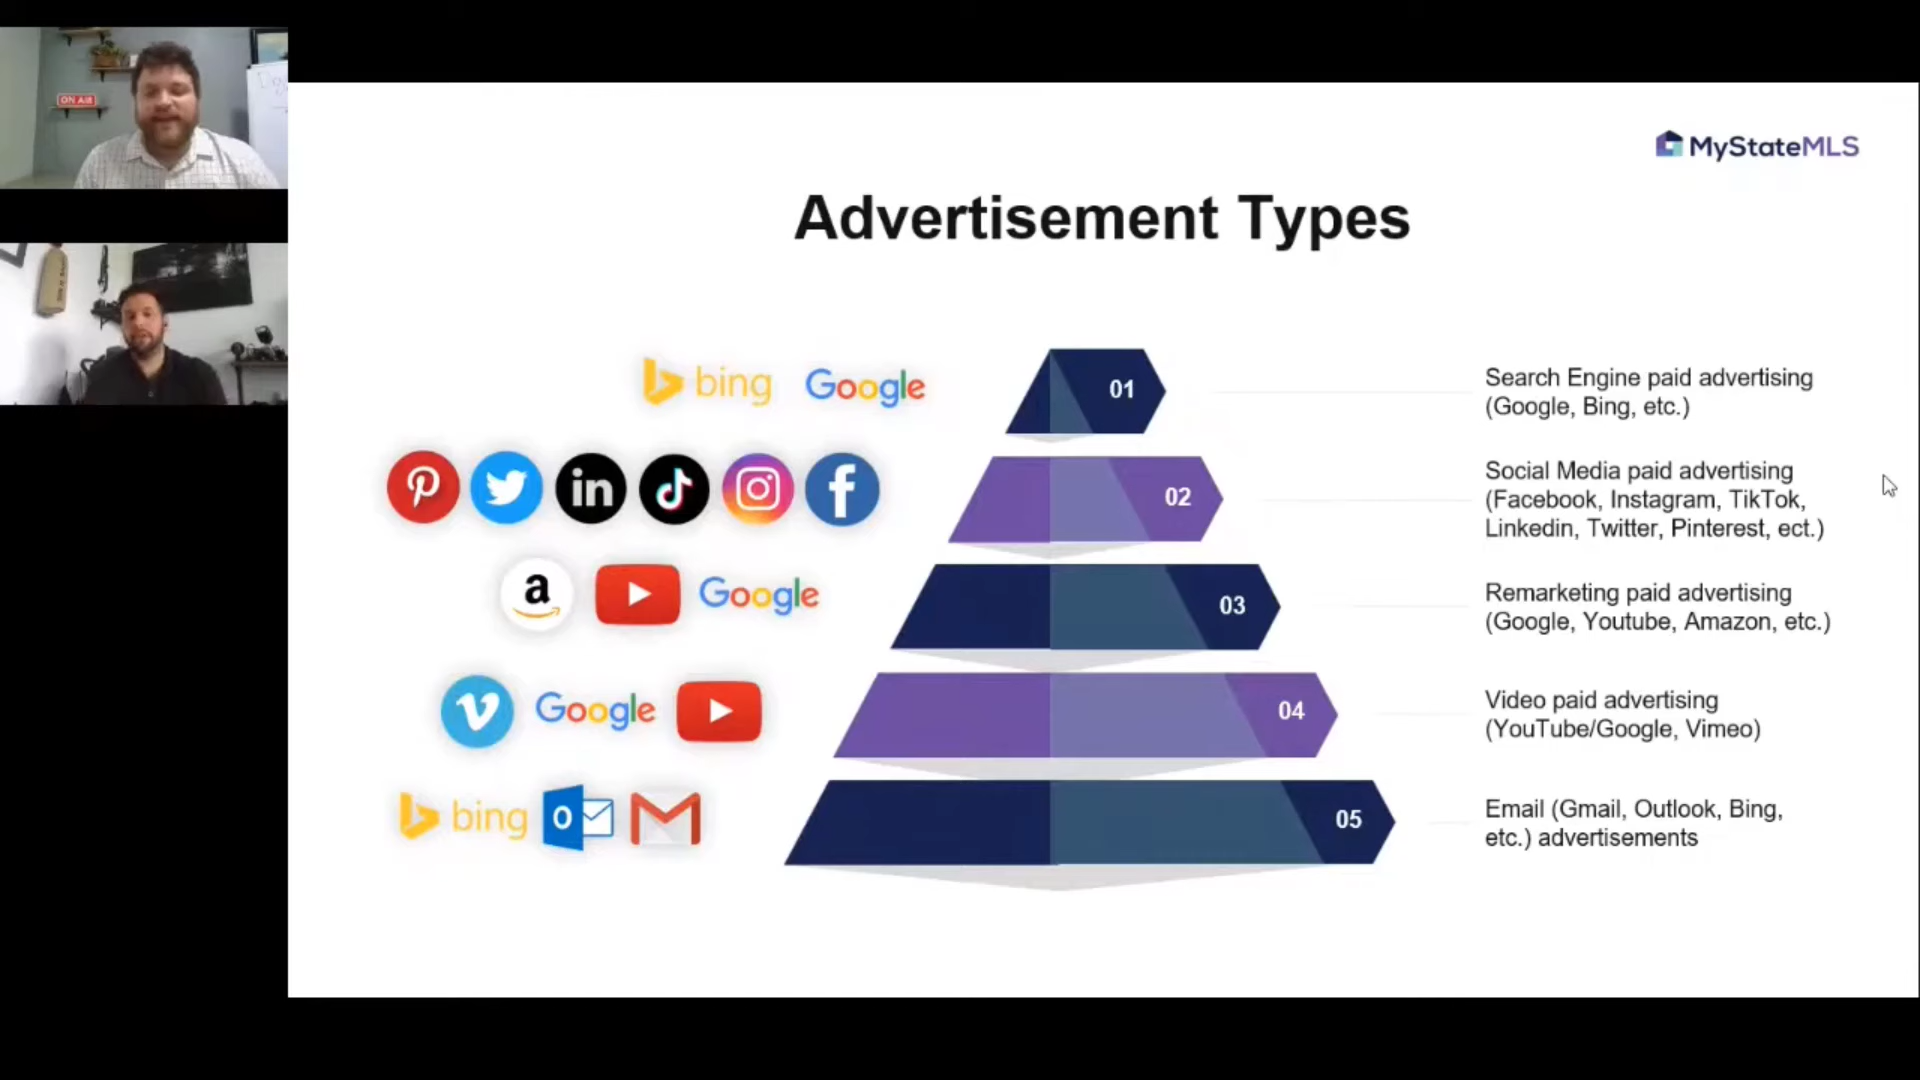 ON AIR
MyStateMLS
Advertisement Types
bing Google
01
Search Engine paid advertising
(Google, Bing, etc.)
in
02
Social Media paid advertising
(Facebook, Instagram, TikTok,
Linkedin, Twitter, Pinterest, ect.)
a
Google
03
Remarketing paid advertising
(Google, Youtube, Amazon, etc.)
Google
04
Video paid advertising
(YouTube/Google, Vimeo)
bing
05
Email (Gmail, Outlook, Bing,
etc.) advertisements